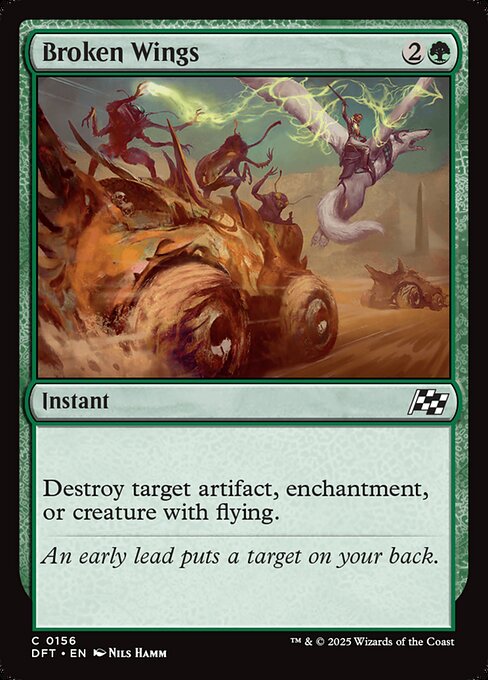 Broken Wings 2
Instant
Destroy target artifact, enchantment,
or creature with flying.
An early lead puts a target on your back.
C 0156
DFT • EN Nils Hamm
™ & © 2025 Wizards of the Coast